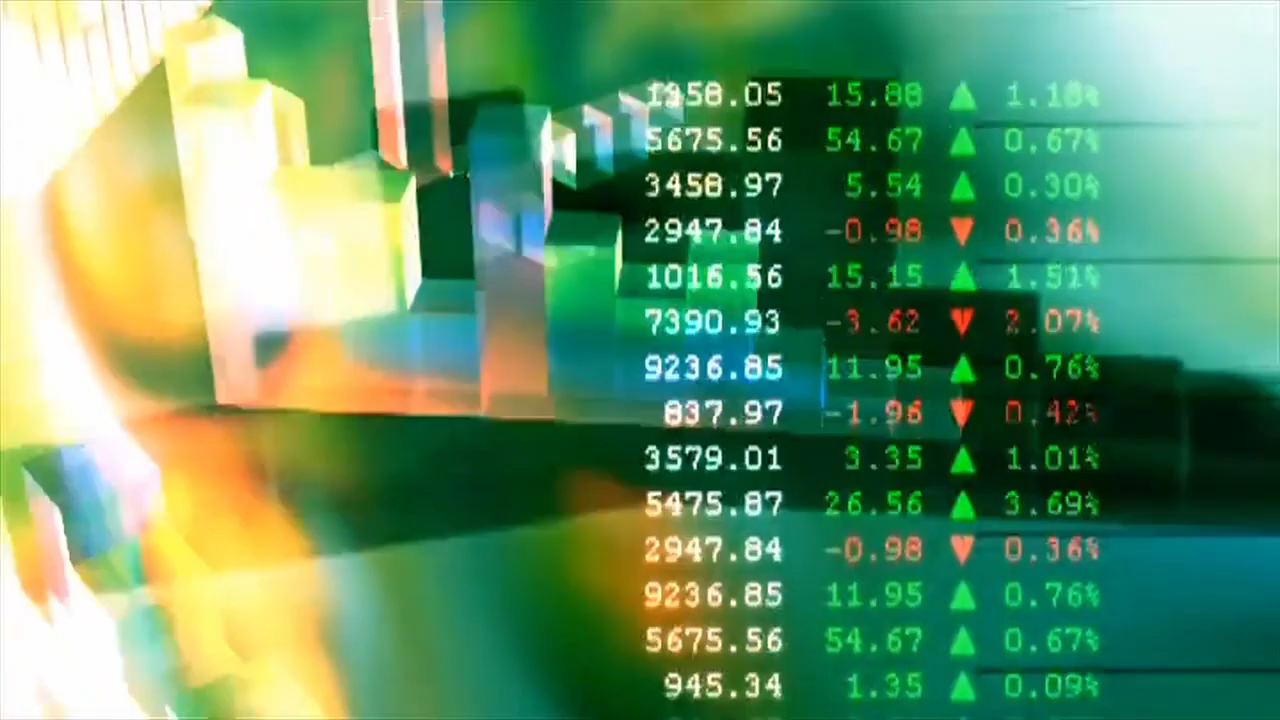 1358.05 15.88 ▲ 1.18%
5675.56 54.67 ▲ 0.67%
3458.97 5.54 ▲ 0.30%
2947.84 -0.98 ▼ 0.36%
1016.56 15.15 ▲ 1.51%
7390.93 -3.62 ▼ 2.07%
9236.85 11.95 ▲ 0.76%
837.97 -1.96 ▼ 0.42%
3579.01 3.35 ▲ 1.01%
5475.87 26.56 ▲ 3.69%
2947.84 -0.98 ▼ 0.36%
9236.85 11.95 ▲ 0.76%
5675.56 54.67 ▲ 0.67%
945.34 1.35 ▲ 0.09%